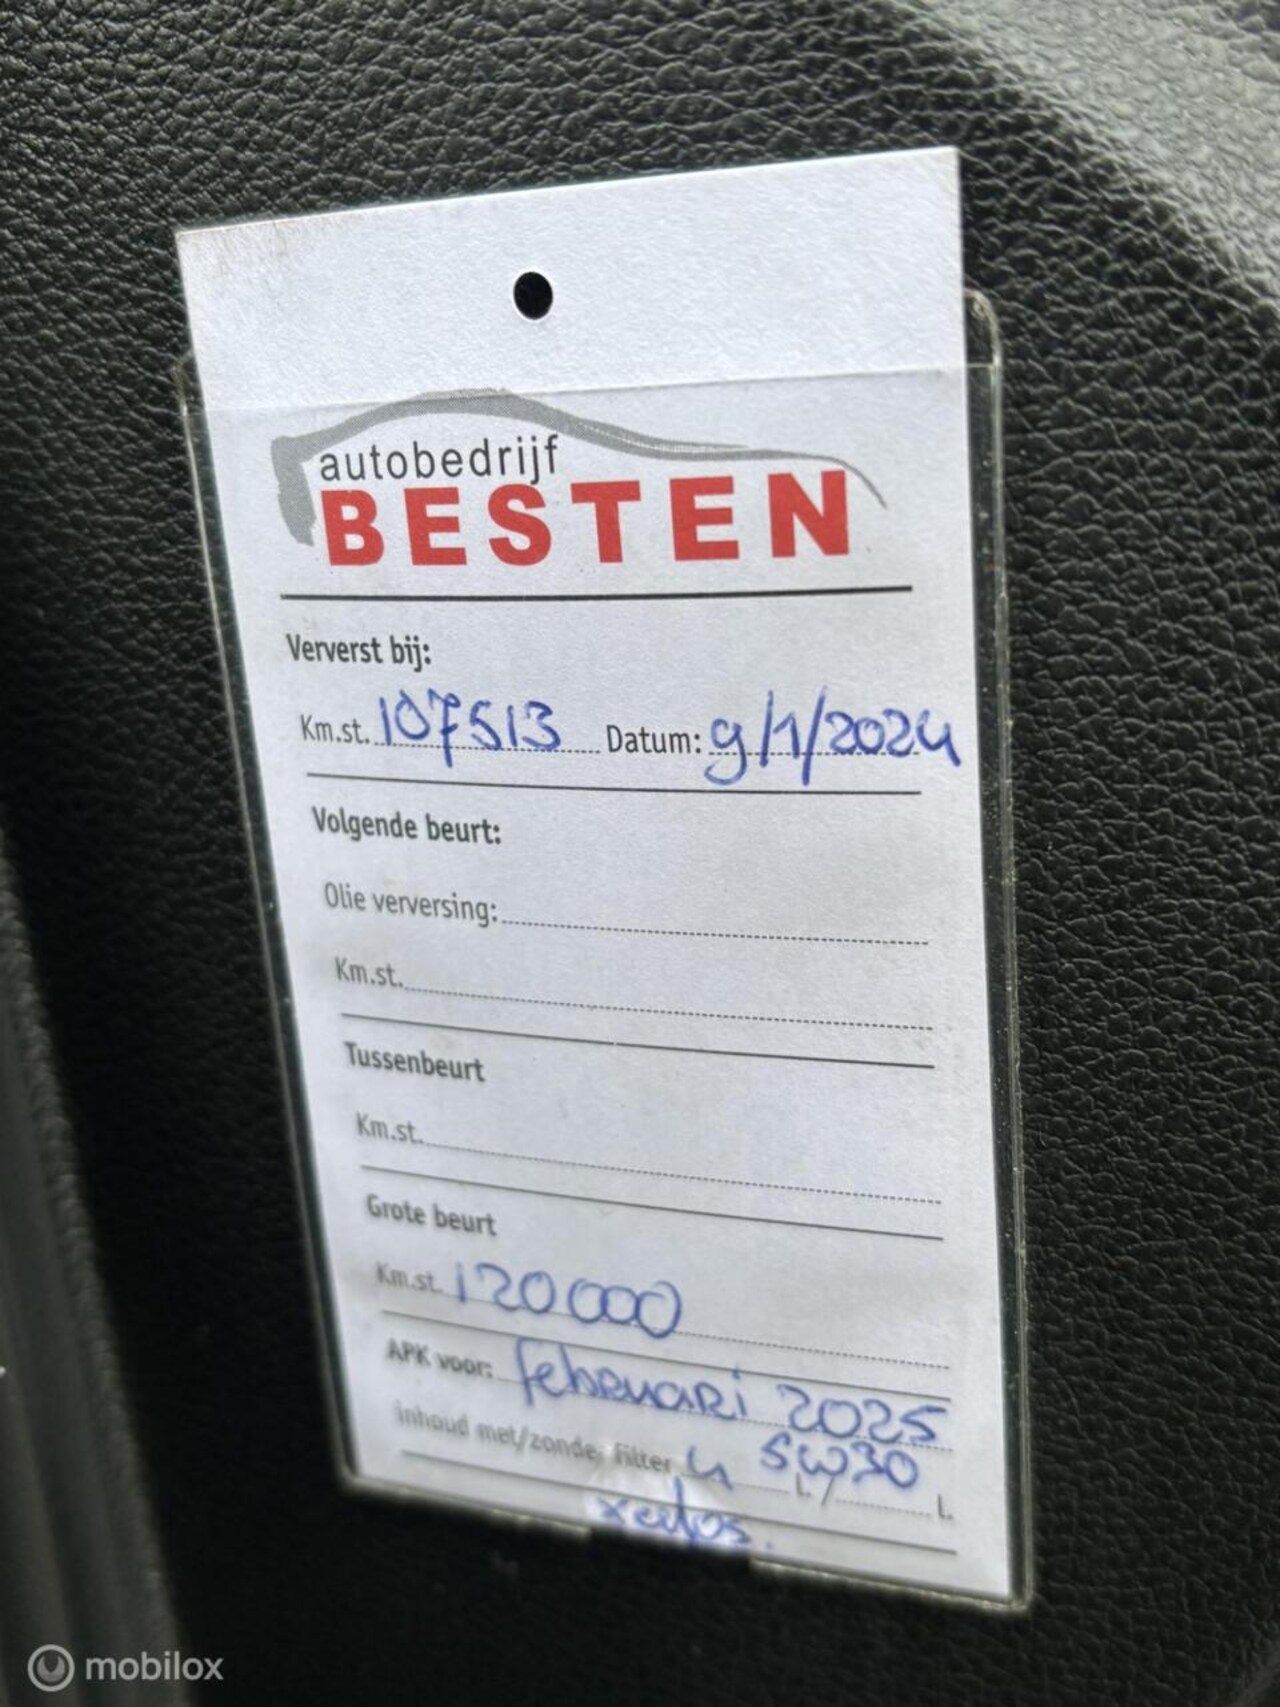 autobedrijf
BESTEN
Ververst bij:
Km.st. 107513 Datum: 9/1/2024
Volgende beurt:
Olie verversing:
Km.st.
Tussenbeurt
Km.st.
Grote beurt
Km.st. 120000
APK voor: februari 2025
inhoud met/zonder filter 4 L. / L.
5W30
mobilox